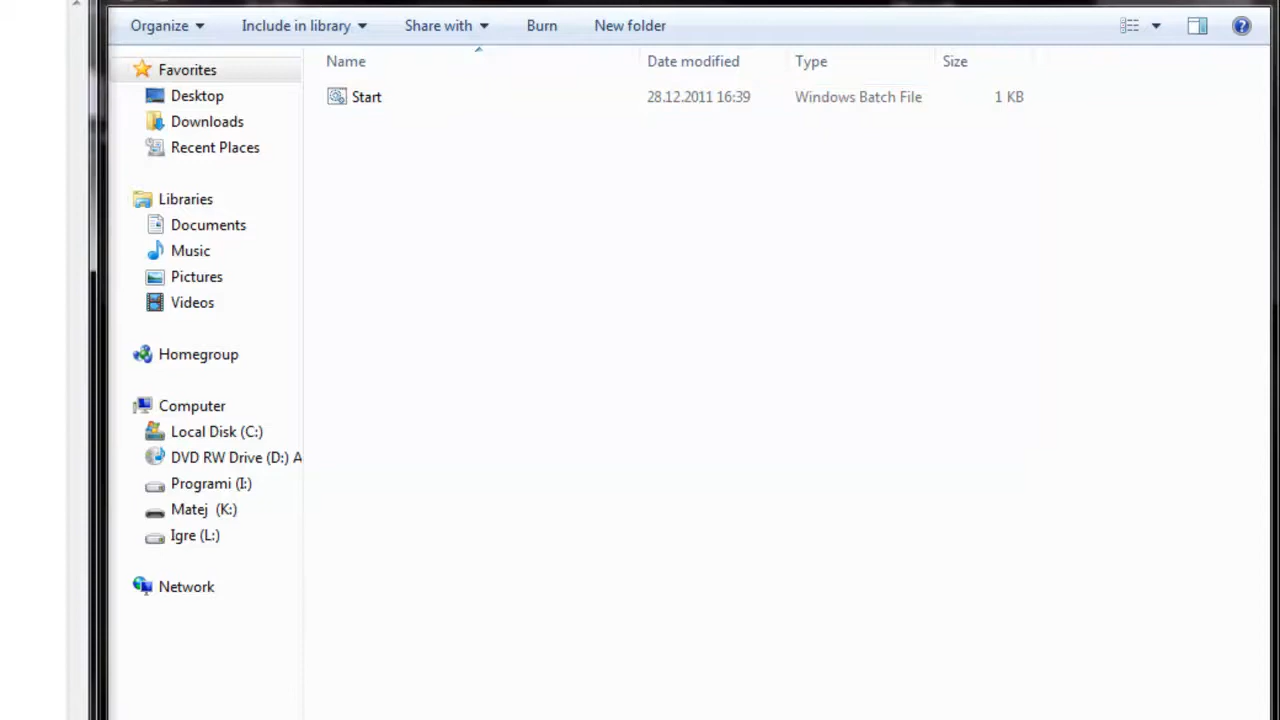 Organize Include in library Share with Burn New folder
Name Date modified Type Size
Start 28.12.2011 16:39 Windows Batch File 1 KB
Favorites
Desktop
Downloads
Recent Places
Libraries
Documents
Music
Pictures
Videos
Homegroup
Computer
Local Disk (C:)
DVD RW Drive (D:) A
Programi (I:)
Matej (K:)
Igre (L:)
Network